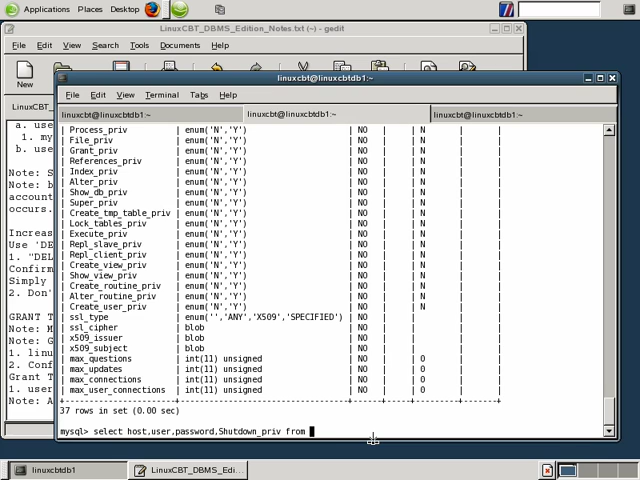 Applications Places Desktop
LinuxCBT_DBMS_Edition_Notes.txt (~) - gedit
File Edit View Search Tools Documents Help
New
LinuxCT_
a. use
1. my
b. use
Note: S
Note: b
account
occurs.
Increas
Use 'DE
1. "DEL
Confirm
Simply
2. Don'
GRANT T
Note: M
Note: G
1. linu
2. Conf
Grant T
1. user
Note: A
linuxcbt@linuxcbtdb1:~
File Edit View Terminal Tabs Help
linuxcbt@linuxcbtdb1:~ linuxcbt@linuxcbtdb1:~ linuxcbt@linuxcbtdb1:~
| Process_priv | enum('N','Y') | NO | | N | |
| File_priv | enum('N','Y') | NO | | N | |
| Grant_priv | enum('N','Y') | NO | | N | |
| References_priv | enum('N','Y') | NO | | N | |
| Index_priv | enum('N','Y') | NO | | N | |
| Alter_priv | enum('N','Y') | NO | | N | |
| Show_db_priv | enum('N','Y') | NO | | N | |
| Super_priv | enum('N','Y') | NO | | N | |
| Create_tmp_table_priv | enum('N','Y') | NO | | N | |
| Lock_tables_priv | enum('N','Y') | NO | | N | |
| Execute_priv | enum('N','Y') | NO | | N | |
| Repl_slave_priv | enum('N','Y') | NO | | N | |
| Repl_client_priv | enum('N','Y') | NO | | N | |
| Create_view_priv | enum('N','Y') | NO | | N | |
| Show_view_priv | enum('N','Y') | NO | | N | |
| Create_routine_priv | enum('N','Y') | NO | | N | |
| Alter_routine_priv | enum('N','Y') | NO | | N | |
| Create_user_priv | enum('N','Y') | NO | | N | |
| ssl_type | enum('','ANY','X509','SPECIFIED') | NO | | | |
| ssl_cipher | blob | NO | | | |
| x509_issuer | blob | NO | | | |
| x509_subject | blob | NO | | | |
| max_questions | int(11) unsigned | NO | | 0 | |
| max_updates | int(11) unsigned | NO | | 0 | |
| max_connections | int(11) unsigned | NO | | 0 | |
| max_user_connections | int(11) unsigned | NO | | 0 | |
37 rows in set (0.00 sec)
mysql> select host,user,password,Shutdown_priv from
linuxcbtdb1 LinuxCBT_DBMS_Edi...